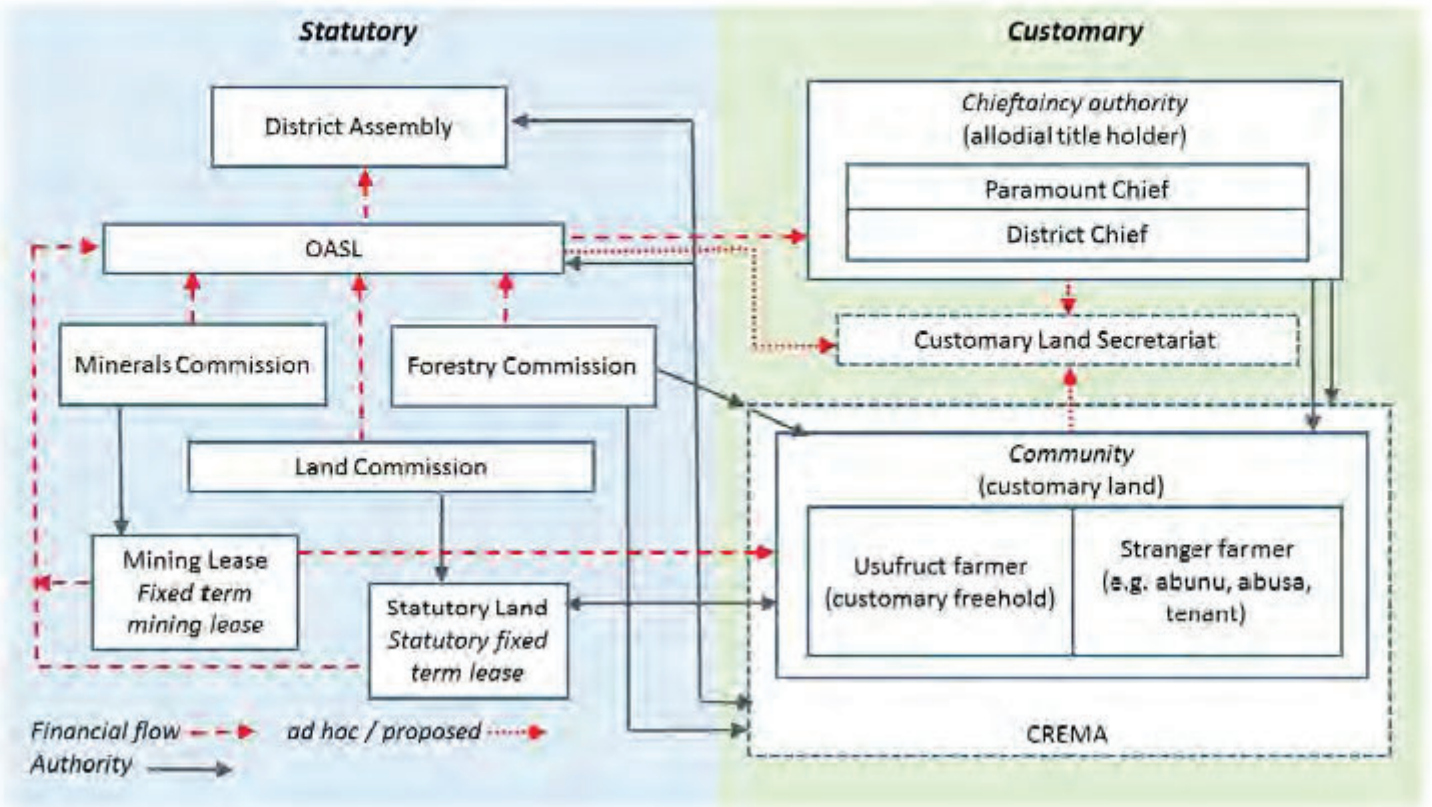 Statutory
Customary
District Assembly
Chieftaincy authority
(allodial title holder)
Paramount Chief
District Chief
OASL
Customary Land Secretariat
Minerals Commission
Forestry Commission
Land Commission
Community
(customary land)
Mining Lease
Fixed term
mining lease
Usufruct farmer
(customary freehold)
Stranger farmer
(e.g. abunu, abusa,
tenant)
Statutory Land
Statutory fixed
term lease
CREMA
Financial flow
ad hoc / proposed
Authority